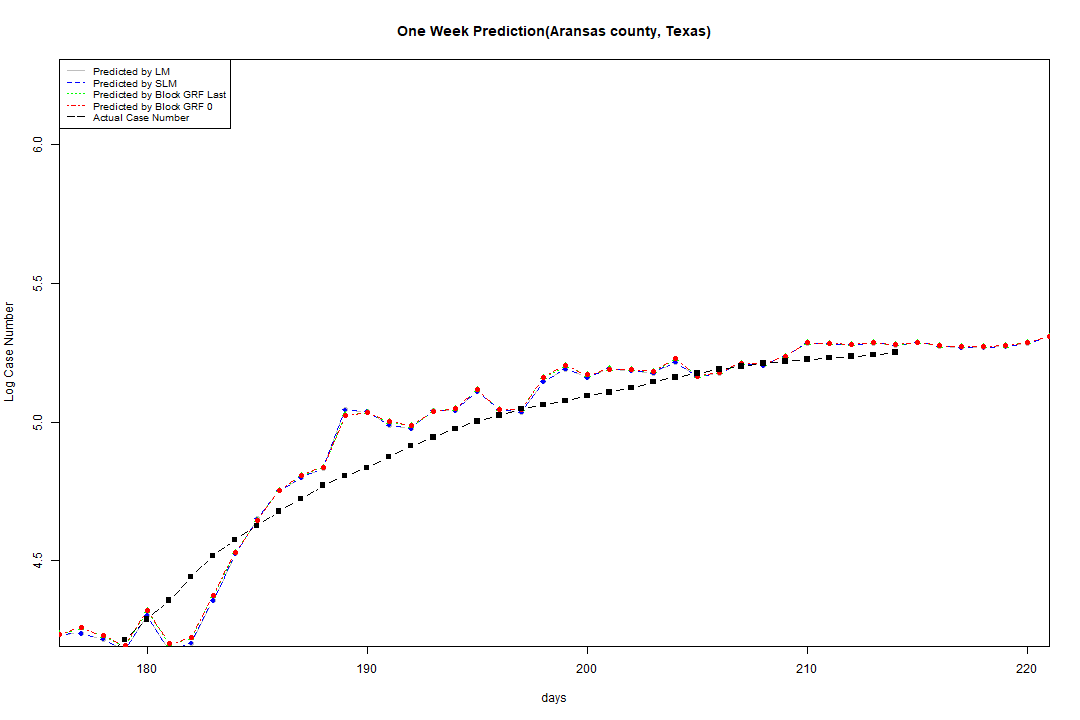 One Week Prediction(Aransas county, Texas)
Predicted by LM
Predicted by SLM
Predicted by Block GRF Last
Predicted by Block GRF 0
Actual Case Number
6.0
5.5
5.0
4.5
Log Case Number
180 190 200 210 220
days